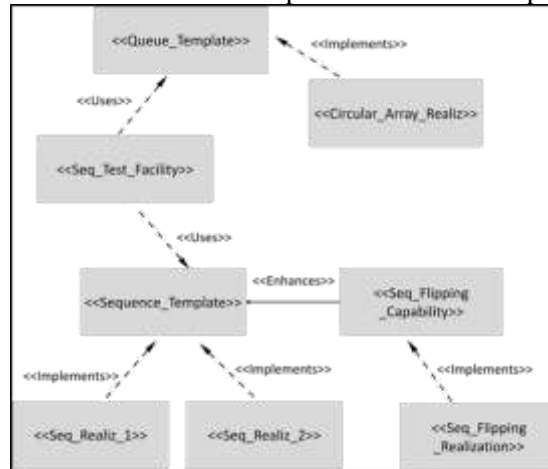 <<Queue_Template>>
<<Implements>>
<<Uses>>
<<Circular_Array_Realiz>>
<<Seq_Test_Facility>>
<<Uses>>
<<Enhances>>
<<Sequence_Template>>
<<Seq_Flipping
_Capability>>
<<Implements>>
<<Implements>>
<<Implements>>
<<Seq_Realiz_1>>
<<Seq_Realiz_2>>
<<Seq_Flipping
_Realization>>